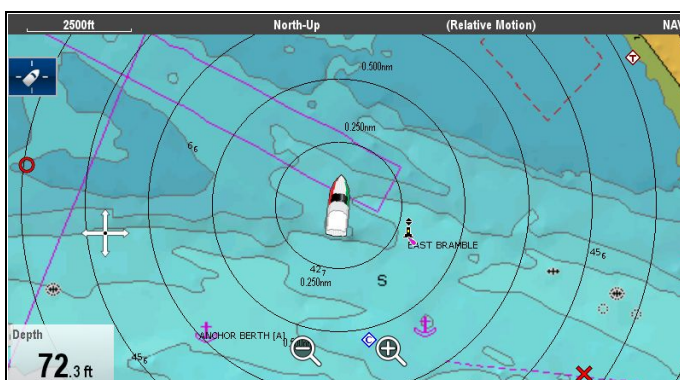 2500ft North-Up (Relative Motion) NAV
0.500nm
T
0.250nm
6₆
EAST BRAMBLE
45₆
42₇
S
0.250nm
ANCHOR BERTH [A]
C
45₆
Depth
72.3 ft